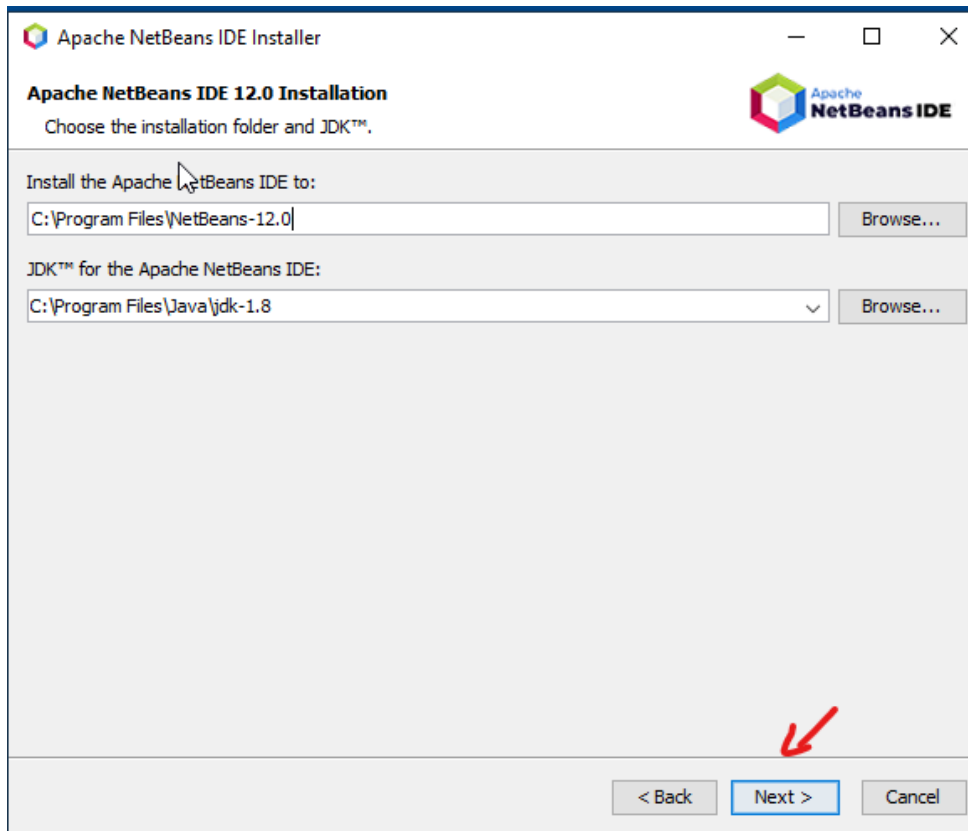 Apache NetBeans IDE Installer
Apache NetBeans IDE 12.0 Installation
Choose the installation folder and JDK™.
Apache
NetBeans IDE
Install the Apache NetBeans IDE to:
C:\Program Files\NetBeans-12.0
Browse...
JDK™ for the Apache NetBeans IDE:
C:\Program Files\Java\jdk-1.8
Browse...
< Back
Next >
Cancel